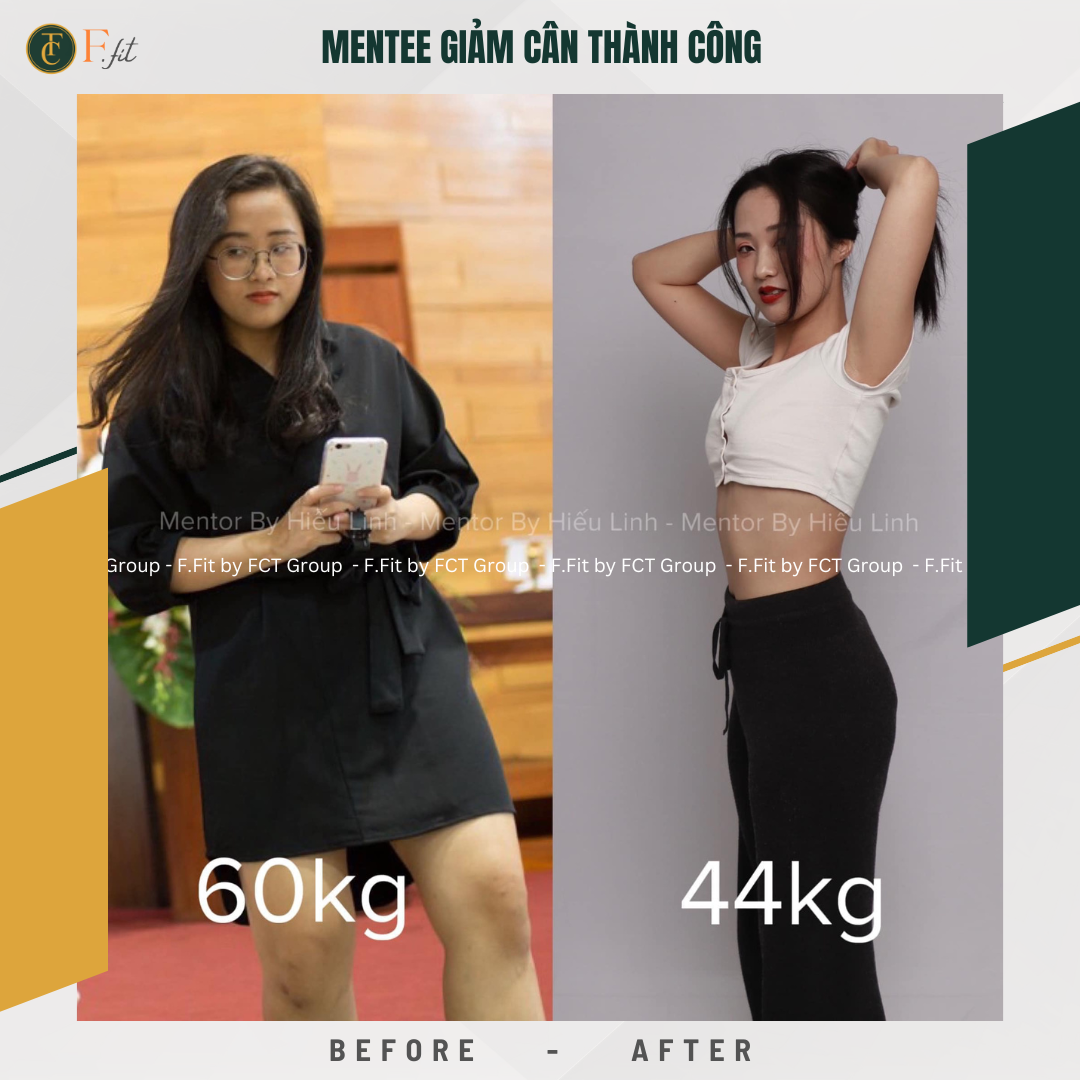 TC F.fit
MENTEE GIẢM CÂN THÀNH CÔNG
Mentor By Hiếu Linh - Mentor By Hiếu Linh - Mentor By Hiếu Linh
Group - F.Fit by FCT Group - F.Fit by FCT Group - F.Fit by FCT Group - F.Fit by FCT Group - F.Fit
60kg
44kg
BEFORE - AFTER